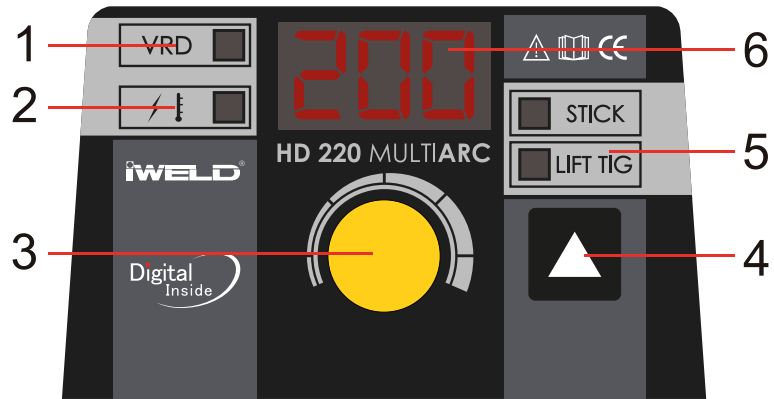 1
VRD
2
200
6
CE
STICK
LIFT TIG
5
HD 220 MULTIARC
iWELD®
3
Digital
Inside
4